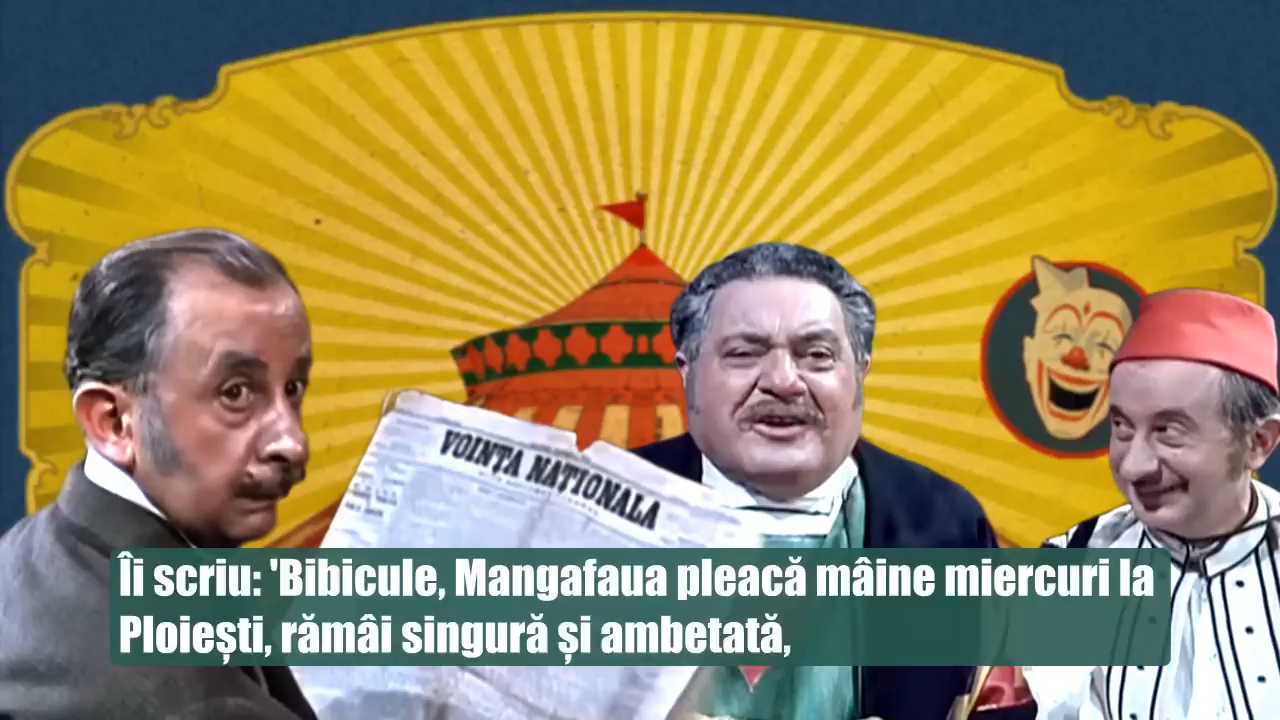 VOINȚA NAȚIONALA
Îi scriu: 'Bibicule, Mangafaua pleacă mâine miercuri la
Ploiești, rămâi singură și ambetată,